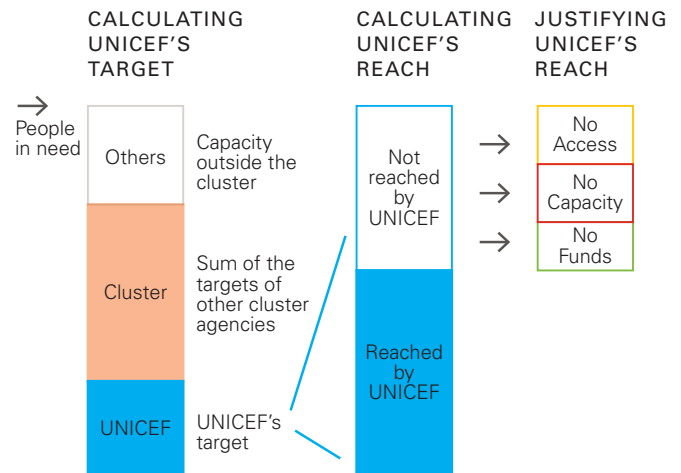 CALCULATING
UNICEF'S
TARGET
CALCULATING
UNICEF'S
REACH
JUSTIFYING
UNICEF'S
REACH
People
in need
Others
Capacity
outside the
cluster
Cluster
Sum of the
targets of
other cluster
agencies
UNICEF
UNICEF's
target
Not
reached
by
UNICEF
Reached
by
UNICEF
No
Access
No
Capacity
No
Funds